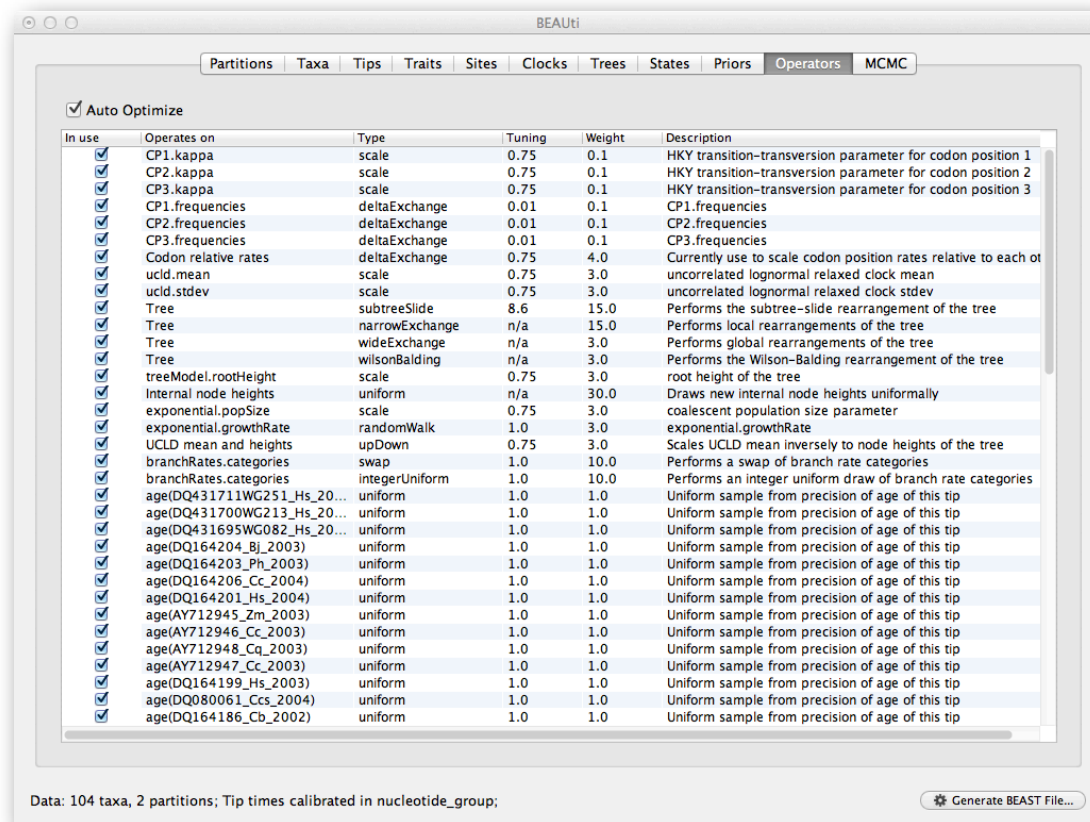 BEAUti
Partitions Taxa Tips Traits Sites Clocks Trees States Priors Operators MCMC
Auto Optimize
In use Operates on Type Tuning Weight Description
CP1.kappa scale 0.75 0.1 HKY transition-transversion parameter for codon position 1
CP2.kappa scale 0.75 0.1 HKY transition-transversion parameter for codon position 2
CP3.kappa scale 0.75 0.1 HKY transition-transversion parameter for codon position 3
CP1.frequencies deltaExchange 0.01 0.1 CP1.frequencies
CP2.frequencies deltaExchange 0.01 0.1 CP2.frequencies
CP3.frequencies deltaExchange 0.01 0.1 CP3.frequencies
Codon relative rates deltaExchange 0.75 4.0 Currently use to scale codon position rates relative to each ot
ucld.mean scale 0.75 3.0 uncorrelated lognormal relaxed clock mean
ucld.stdev scale 0.75 3.0 uncorrelated lognormal relaxed clock stdev
Tree subtreeSlide 8.6 15.0 Performs the subtree-slide rearrangement of the tree
Tree narrowExchange n/a 15.0 Performs local rearrangements of the tree
Tree wideExchange n/a 3.0 Performs global rearrangements of the tree
Tree wilsonBalding n/a 3.0 Performs the Wilson-Balding rearrangement of the tree
treeModel.rootHeight scale 0.75 3.0 root height of the tree
Internal node heights uniform n/a 30.0 Draws new internal node heights uniformally
exponential.popSize scale 0.75 3.0 coalescent population size parameter
exponential.growthRate randomWalk 1.0 3.0 exponential.growthRate
UCLD mean and heights upDown 0.75 3.0 Scales UCLD mean inversely to node heights of the tree
branchRates.categories swap 1.0 10.0 Performs a swap of branch rate categories
branchRates.categories integerUniform 1.0 10.0 Performs an integer uniform draw of branch rate categories
age(DQ431711WG251_Hs_20... uniform 1.0 1.0 Uniform sample from precision of age of this tip
age(DQ431700WG213_Hs_20... uniform 1.0 1.0 Uniform sample from precision of age of this tip
age(DQ431695WG082_Hs_20... uniform 1.0 1.0 Uniform sample from precision of age of this tip
age(DQ164204_Bj_2003) uniform 1.0 1.0 Uniform sample from precision of age of this tip
age(DQ164203_Ph_2003) uniform 1.0 1.0 Uniform sample from precision of age of this tip
age(DQ164206_Cc_2004) uniform 1.0 1.0 Uniform sample from precision of age of this tip
age(DQ164201_Hs_2004) uniform 1.0 1.0 Uniform sample from precision of age of this tip
age(AY712945_Zm_2003) uniform 1.0 1.0 Uniform sample from precision of age of this tip
age(AY712946_Cc_2003) uniform 1.0 1.0 Uniform sample from precision of age of this tip
age(AY712948_Cq_2003) uniform 1.0 1.0 Uniform sample from precision of age of this tip
age(AY712947_Cc_2003) uniform 1.0 1.0 Uniform sample from precision of age of this tip
age(DQ164199_Hs_2003) uniform 1.0 1.0 Uniform sample from precision of age of this tip
age(DQ080061_Ccs_2004) uniform 1.0 1.0 Uniform sample from precision of age of this tip
age(DQ164186_Cb_2002) uniform 1.0 1.0 Uniform sample from precision of age of this tip
Data: 104 taxa, 2 partitions; Tip times calibrated in nucleotide_group;
Generate BEAST File...